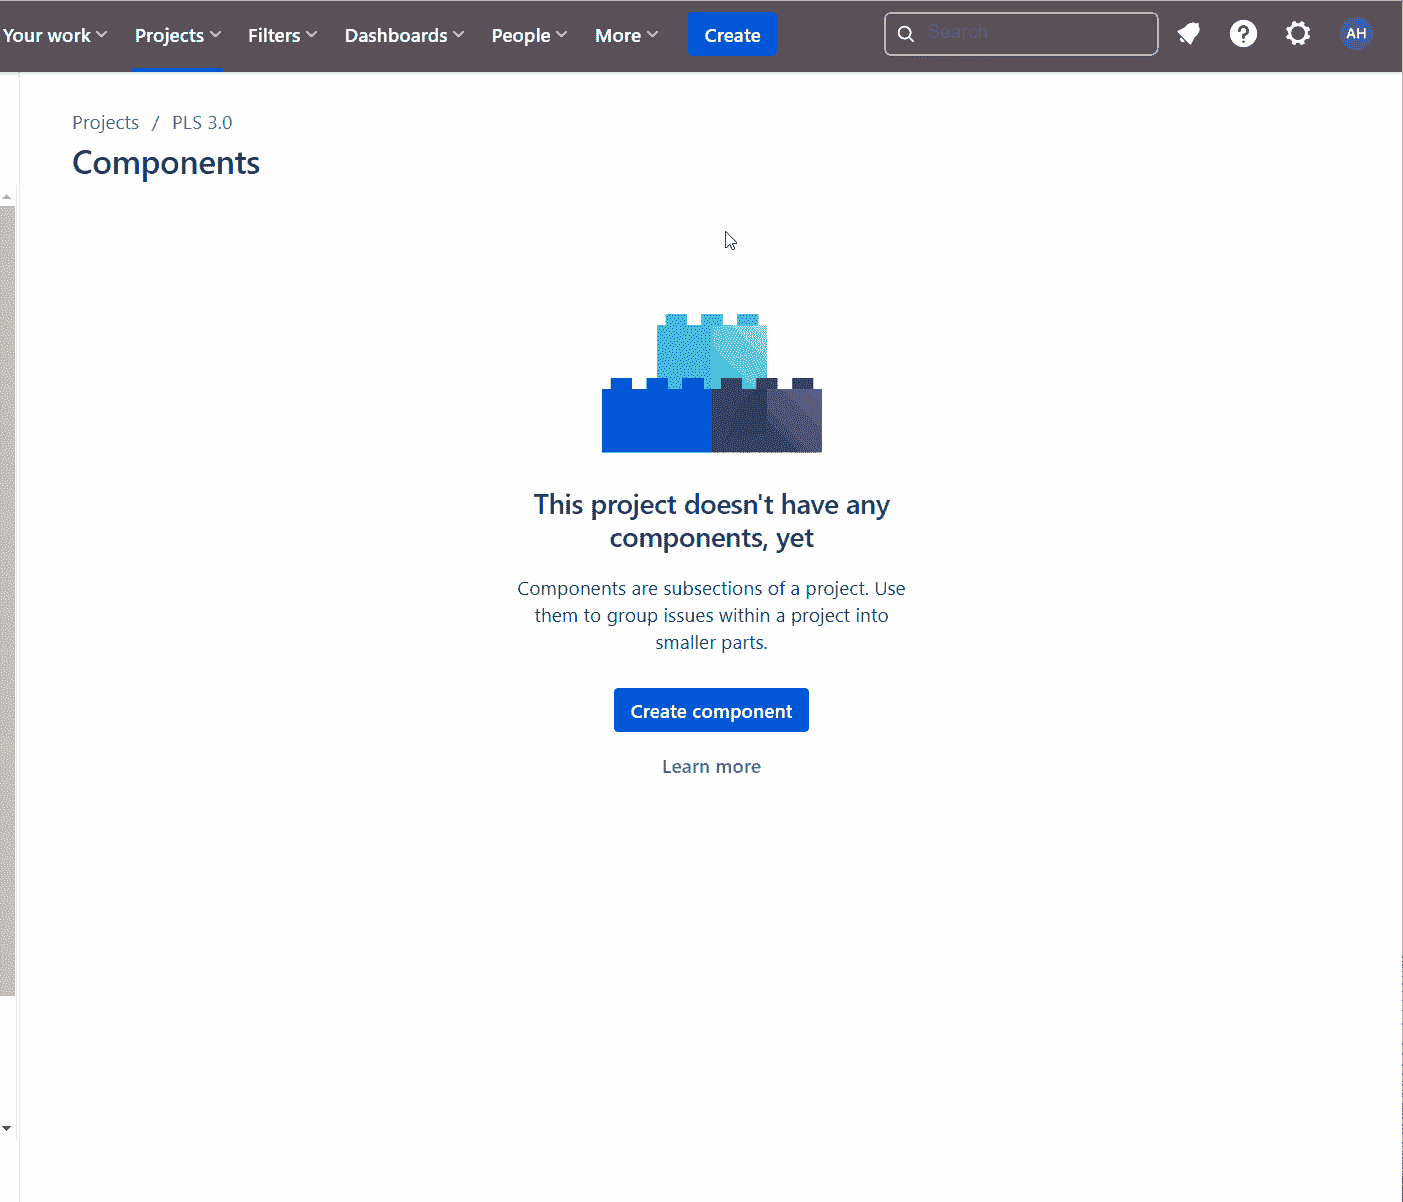 Your work Projects Filters Dashboards People More Create Search AH
Projects / PLS 3.0
Components
This project doesn't have any
components, yet
Components are subsections of a project. Use
them to group issues within a project into
smaller parts.
Create component
Learn more